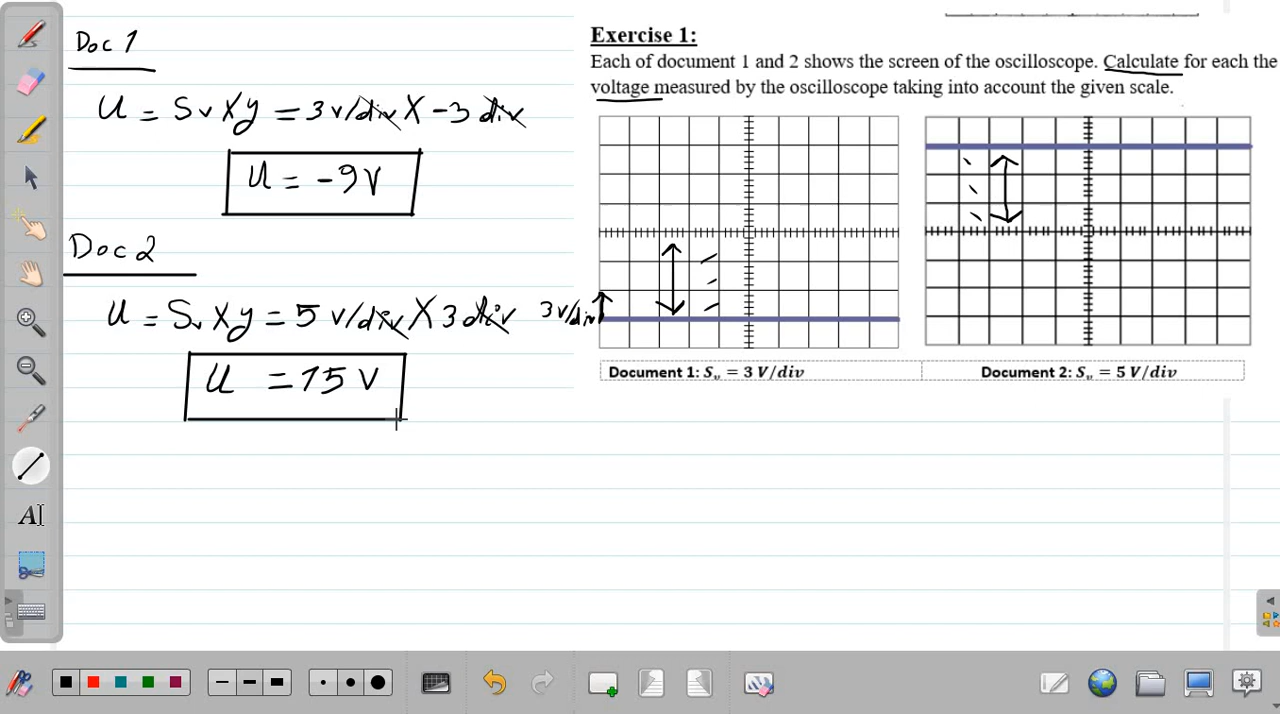 Doc 1
U = Sv X y = 3 v/div X -3 div
U = -9 V
Doc 2
U = Sv X y = 5 v/div X 3 div
U = 15 V
Exercise 1:
Each of document 1 and 2 shows the screen of the oscilloscope. Calculate for each the
voltage measured by the oscilloscope taking into account the given scale.
3 v/div
Document 1: Sv = 3 V/div
Document 2: Sv = 5 V/div
A